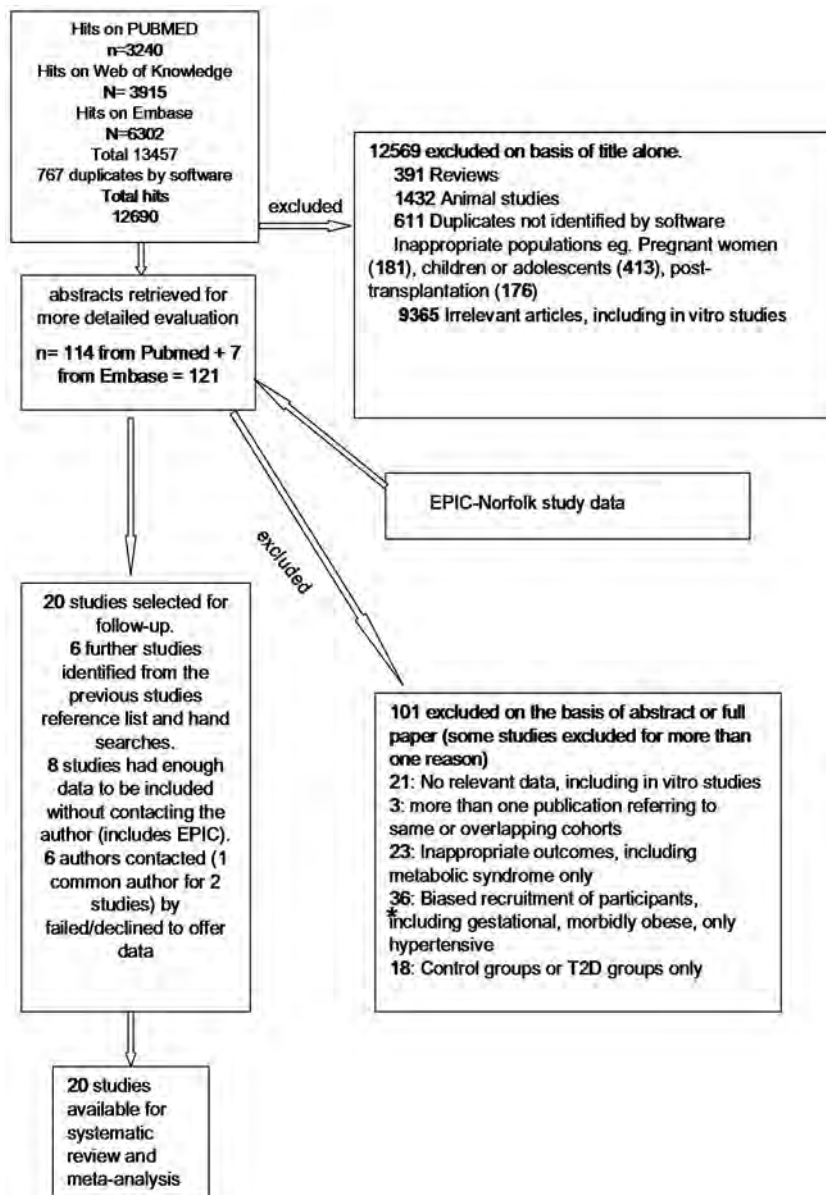 Hits on PUBMED
n=3240
Hits on Web of Knowledge
N= 3915
Hits on Embase
N=6302
Total 13457
767 duplicates by software
Total hits
12690
excluded
12569 excluded on basis of title alone.
391 Reviews
1432 Animal studies
611 Duplicates not identified by software
Inappropriate populations eg. Pregnant women
(181), children or adolescents (413), post-
transplantation (176)
9365 Irrelevant articles, including in vitro studies
abstracts retrieved for
more detailed evaluation
n= 114 from Pubmed + 7
from Embase = 121
EPIC-Norfolk study data
excluded
20 studies selected for
follow-up.
6 further studies
identified from the
previous studies
reference list and hand
searches.
8 studies had enough
data to be included
without contacting the
author (includes EPIC).
6 authors contacted (1
common author for 2
studies) by
failed/declined to offer
data
101 excluded on the basis of abstract or full
paper (some studies excluded for more than
one reason)
21: No relevant data, including in vitro studies
3: more than one publication referring to
same or overlapping cohorts
23: Inappropriate outcomes, including
metabolic syndrome only
36: Biased recruitment of participants,
*including gestational, morbidly obese, only
hypertensive
18: Control groups or T2D groups only
20 studies
available for
systematic
review and
meta-analysis